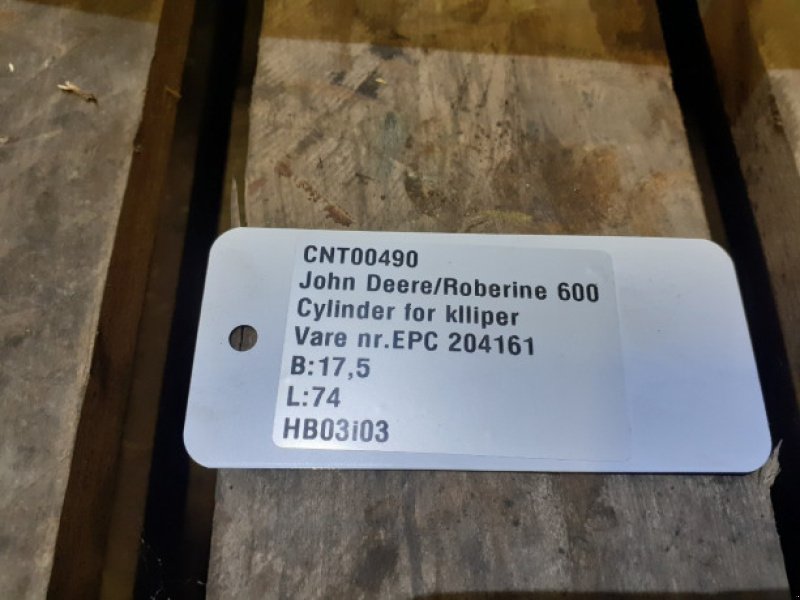 CNT00490
John Deere/Roberine 600
Cylinder for klliper
Vare nr.EPC 204161
B:17,5
L:74
HB03i03